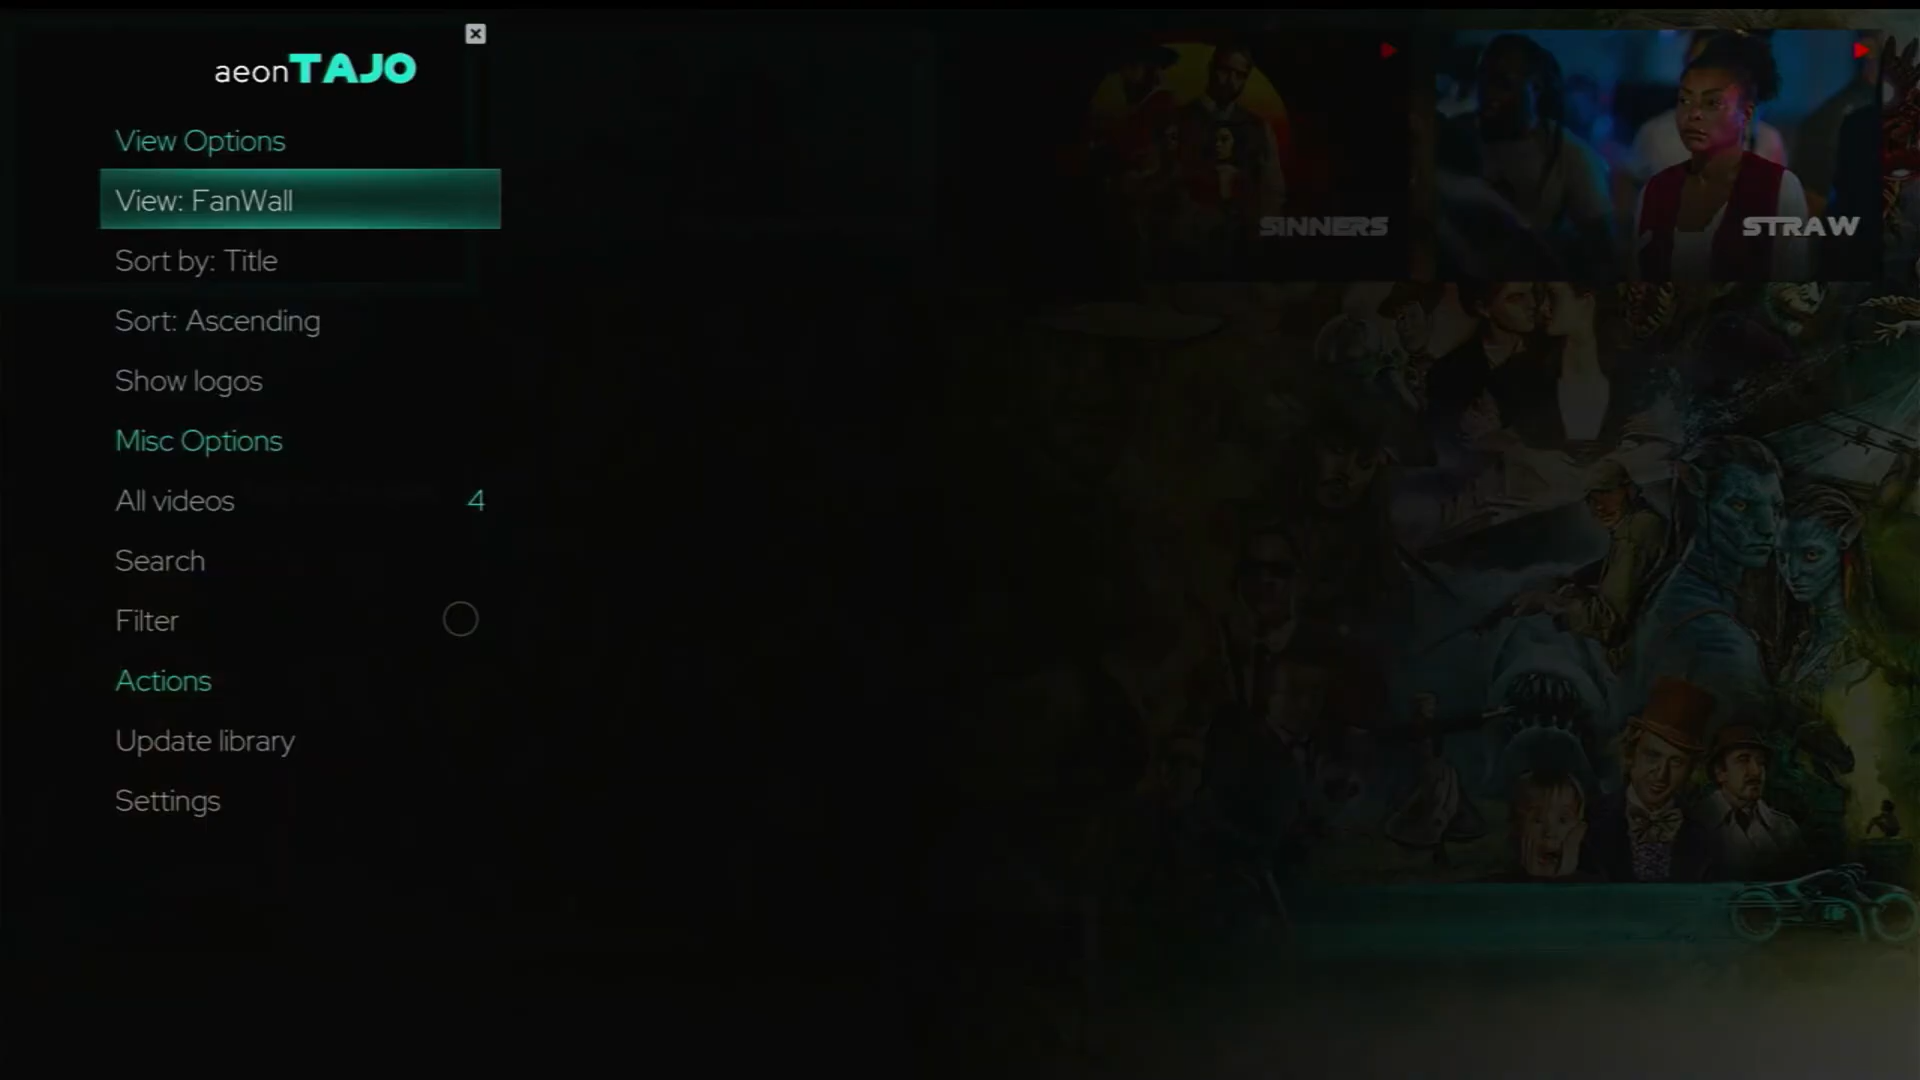 aeonTAJO
View Options
View: FanWall
Sort by: Title
Sort: Ascending
Show logos
Misc Options
All videos 4
Search
Filter
Actions
Update library
Settings
SINNERS
STRAW